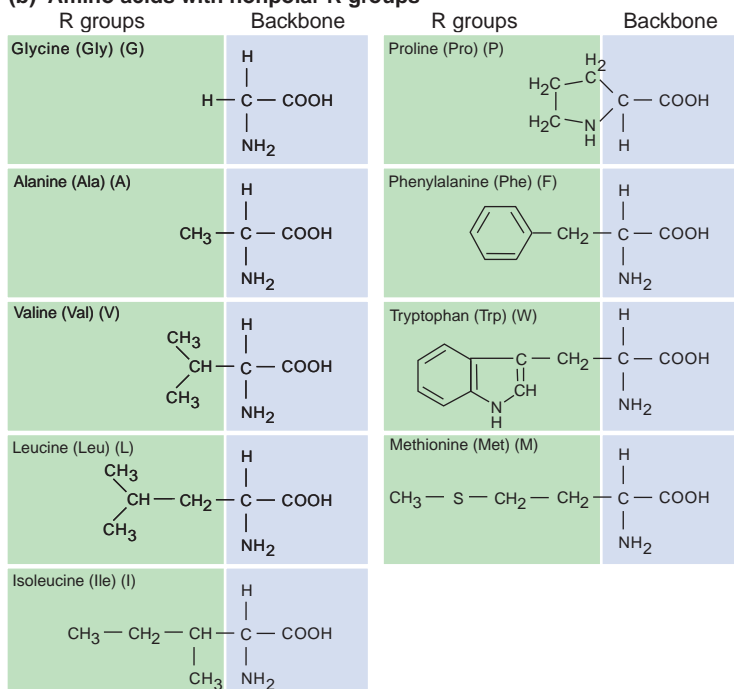 (b) Amino acids with nonpolar R groups
R groups Backbone
Glycine (Gly) (G)
H
H — C — COOH
NH2
Alanine (Ala) (A)
H
CH3 — C — COOH
NH2
Valine (Val) (V)
H
CH3
CH — C — COOH
CH3
NH2
Leucine (Leu) (L)
H
CH3
CH — CH2 — C — COOH
CH3
NH2
Isoleucine (Ile) (I)
H
CH3 — CH2 — CH — C — COOH
CH3 NH2
R groups Backbone
Proline (Pro) (P)
H2
H2C C
C — COOH
H2C N
H H
Phenylalanine (Phe) (F)
H
CH2 — C — COOH
NH2
Tryptophan (Trp) (W)
H
C — CH2 — C — COOH
CH
N
H
NH2
Methionine (Met) (M)
H
CH3 — S — CH2 — CH2 — C — COOH
NH2